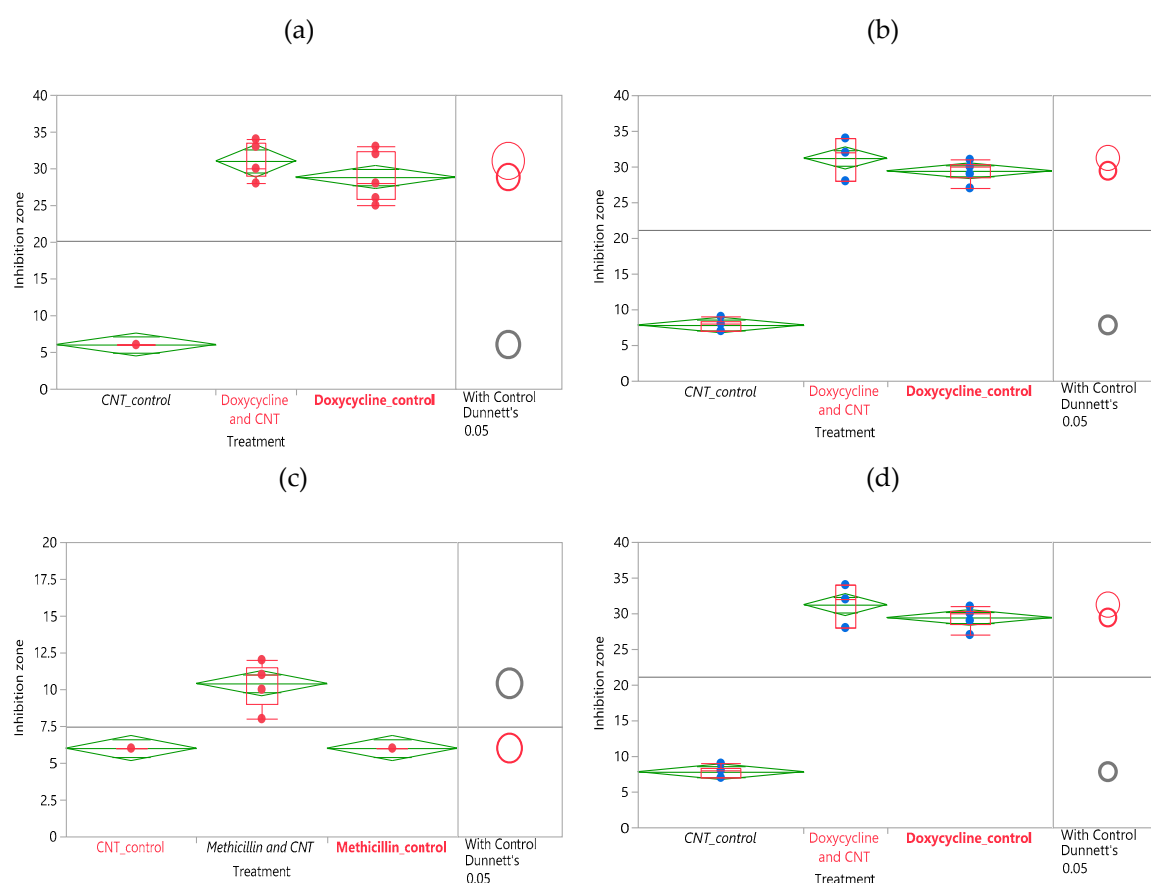 (a)
40
35
30
25
20
15
10
5
0
Inhibition zone
CNT_control
Doxycycline
and CNT
Doxycycline_control
With Control
Dunnett's
0.05
Treatment
(b)
40
35
30
25
20
15
10
5
0
Inhibition zone
CNT_control
Doxycycline
and CNT
Doxycycline_control
With Control
Dunnett's
0.05
Treatment
(c)
20
17.5
15
12.5
10
7.5
5
2.5
0
Inhibition zone
CNT_control
Methicillin and CNT
Methicillin_control
With Control
Dunnett's
0.05
Treatment
(d)
40
35
30
25
20
15
10
5
0
Inhibition zone
CNT_control
Doxycycline
and CNT
Doxycycline_control
With Control
Dunnett's
0.05
Treatment